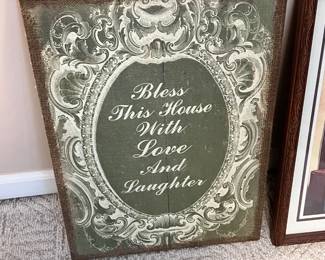 Bless
This House
With
Love
And
Laughter